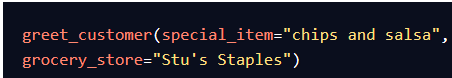 greet_customer(special_item="chips and salsa",
grocery_store="Stu's Staples")